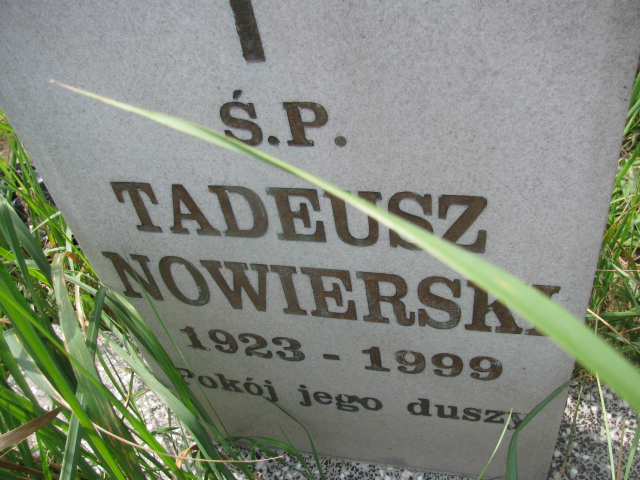 Ś.P.
TADEUSZ
NOWIERSKI
1923 - 1999
Pokój jego duszy